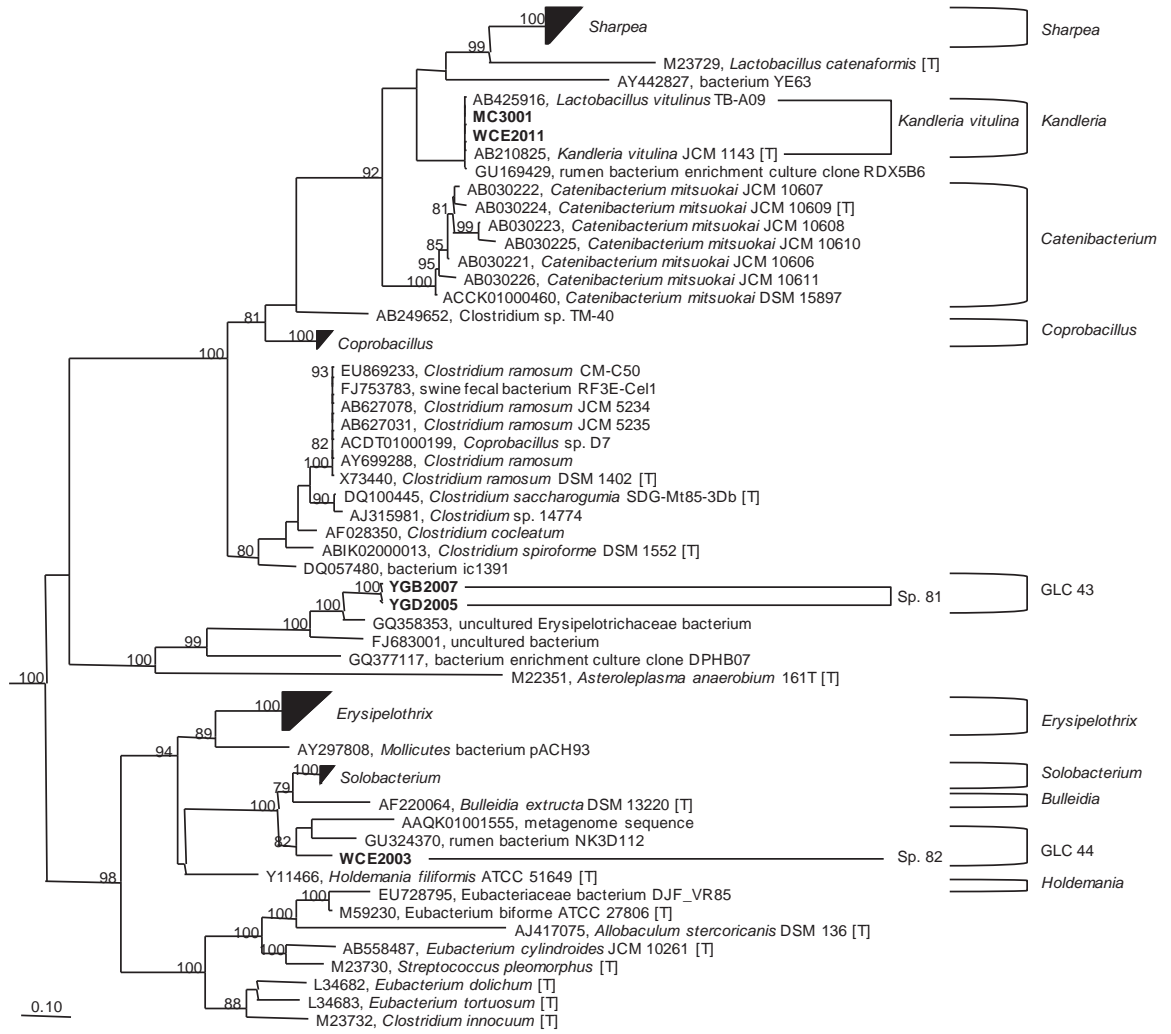 100
Sharpea
Sharpea
99
M23729, Lactobacillus catenaformis [T]
AY442827, bacterium YE63
AB425916, Lactobacillus vitulinus TB-A09
MC3001
Kandleria vitulina
Kandleria
WCE2011
AB210825, Kandleria vitulina JCM 1143 [T]
92
GU169429, rumen bacterium enrichment culture clone RDX5B6
AB030222, Catenibacterium mitsuokai JCM 10607
81
AB030224, Catenibacterium mitsuokai JCM 10609 [T]
99
AB030223, Catenibacterium mitsuokai JCM 10608
Catenibacterium
85
AB030225, Catenibacterium mitsuokai JCM 10610
95
AB030221, Catenibacterium mitsuokai JCM 10606
100
AB030226, Catenibacterium mitsuokai JCM 10611
ACCK01000460, Catenibacterium mitsuokai DSM 15897
81
AB249652, Clostridium sp. TM-40
100
Coprobacillus
Coprobacillus
100
93
EU869233, Clostridium ramosum CM-C50
FJ753783, swine fecal bacterium RF3E-Cel1
AB627078, Clostridium ramosum JCM 5234
AB627031, Clostridium ramosum JCM 5235
82
ACDT01000199, Coprobacillus sp. D7
100
AY699288, Clostridium ramosum
X73440, Clostridium ramosum DSM 1402 [T]
90
DQ100445, Clostridium saccharogumia SDG-Mt85-3Db [T]
AJ315981, Clostridium sp. 14774
AF028350, Clostridium cocleatum
80
ABIK02000013, Clostridium spiroforme DSM 1552 [T]
DQ057480, bacterium ic1391
100
YGB2007
Sp. 81
GLC 43
100
YGD2005
100
GQ358353, uncultured Erysipelotrichaceae bacterium
99
FJ683001, uncultured bacterium
100
GQ377117, bacterium enrichment culture clone DPHB07
100
M22351, Asteroleplasma anaerobium 161T [T]
100
Erysipelothrix
Erysipelothrix
89
94
AY297808, Mollicutes bacterium pACH93
100
Solobacterium
Solobacterium
79
100
AF220064, Bulleidia extructa DSM 13220 [T]
Bulleidia
AAQK01001555, metagenome sequence
82
GU324370, rumen bacterium NK3D112
GLC 44
WCE2003
Sp. 82
98
Y11466, Holdemania filiformis ATCC 51649 [T]
Holdemania
100
EU728795, Eubacteriaceae bacterium DJF_VR85
100
M59230, Eubacterium biforme ATCC 27806 [T]
100
AJ417075, Allobaculum stercoricanis DSM 136 [T]
100
AB558487, Eubacterium cylindroides JCM 10261 [T]
100
M23730, Streptococcus pleomorphus [T]
L34682, Eubacterium dolichum [T]
88
L34683, Eubacterium tortuosum [T]
M23732, Clostridium innocuum [T]
0.10